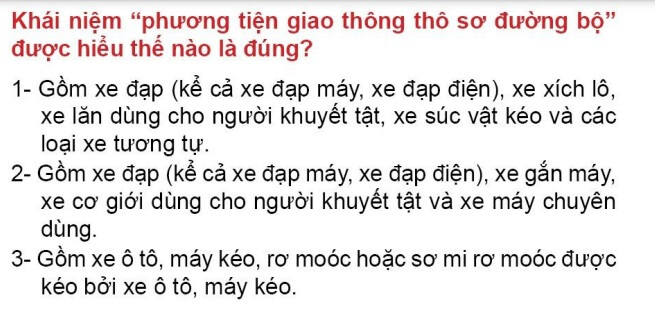 Khái niệm “phương tiện giao thông thô sơ đường bộ”
được hiểu thế nào là đúng?
1- Gồm xe đạp (kể cả xe đạp máy, xe đạp điện), xe xích lô,
xe lăn dùng cho người khuyết tật, xe súc vật kéo và các
loại xe tương tự.
2- Gồm xe đạp (kể cả xe đạp máy, xe đạp điện), xe gắn máy,
xe cơ giới dùng cho người khuyết tật và xe máy chuyên
dùng.
3- Gồm xe ô tô, máy kéo, rơ moóc hoặc sơ mi rơ moóc được
kéo bởi xe ô tô, máy kéo.